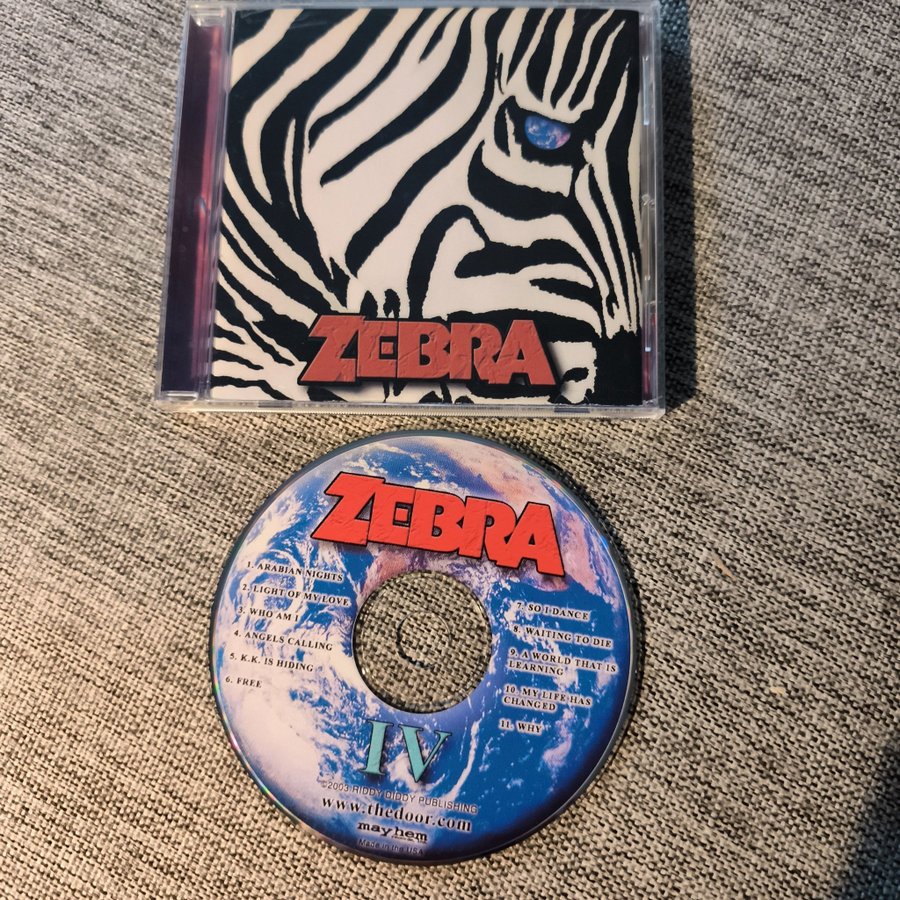 ZEBRA
ZEBRA
1. ARABIAN NIGHTS
2. LIGHT OF MY LOVE
3. WHO AM I
4. ANGELS CALLING
5. K.K. IS HIDING
6. FREE
7. SO I DANCE
8. WAITING TO DIE
9. A WORLD THAT IS
LEARNING
10. MY LIFE HAS
CHANGED
11. WHY
IV
©2003 RIDDY DIDDY PUBLISHING
www.thedoor.com
mayhem
Made in the USA